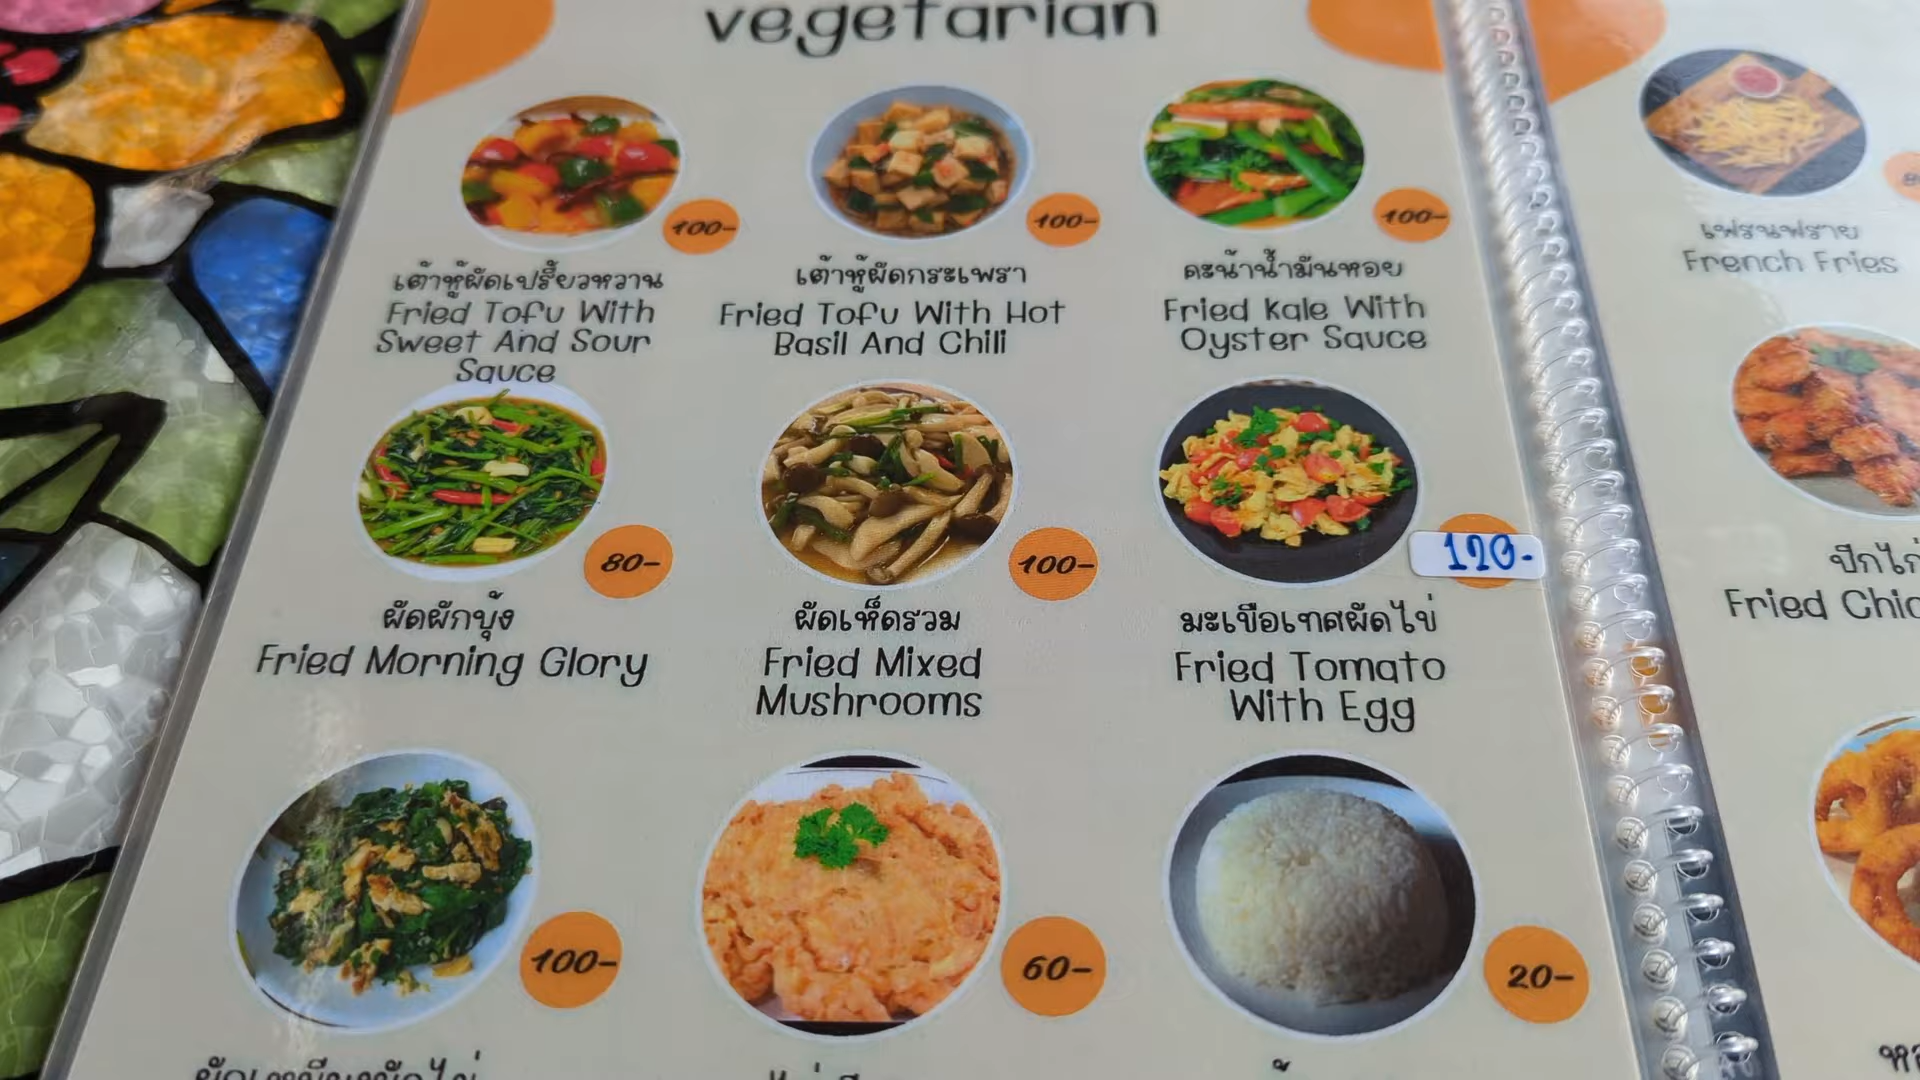 vegetarian
100-
100-
100-
เต้าหู้ผัดเปรี้ยวหวาน
Fried Tofu With
Sweet And Sour
Sauce
เต้าหู้ผัดกระเพรา
Fried Tofu With Hot
Basil And Chili
คะน้าน้ำมันหอย
Fried Kale With
Oyster Sauce
80-
100-
120-
ผัดผักบุ้ง
Fried Morning Glory
ผัดเห็ดรวม
Fried Mixed
Mushrooms
มะเขือเทศผัดไข่
Fried Tomato
With Egg
100-
60-
20-
เฟรนฟราย
French Fries
ปีกไก่
Fried